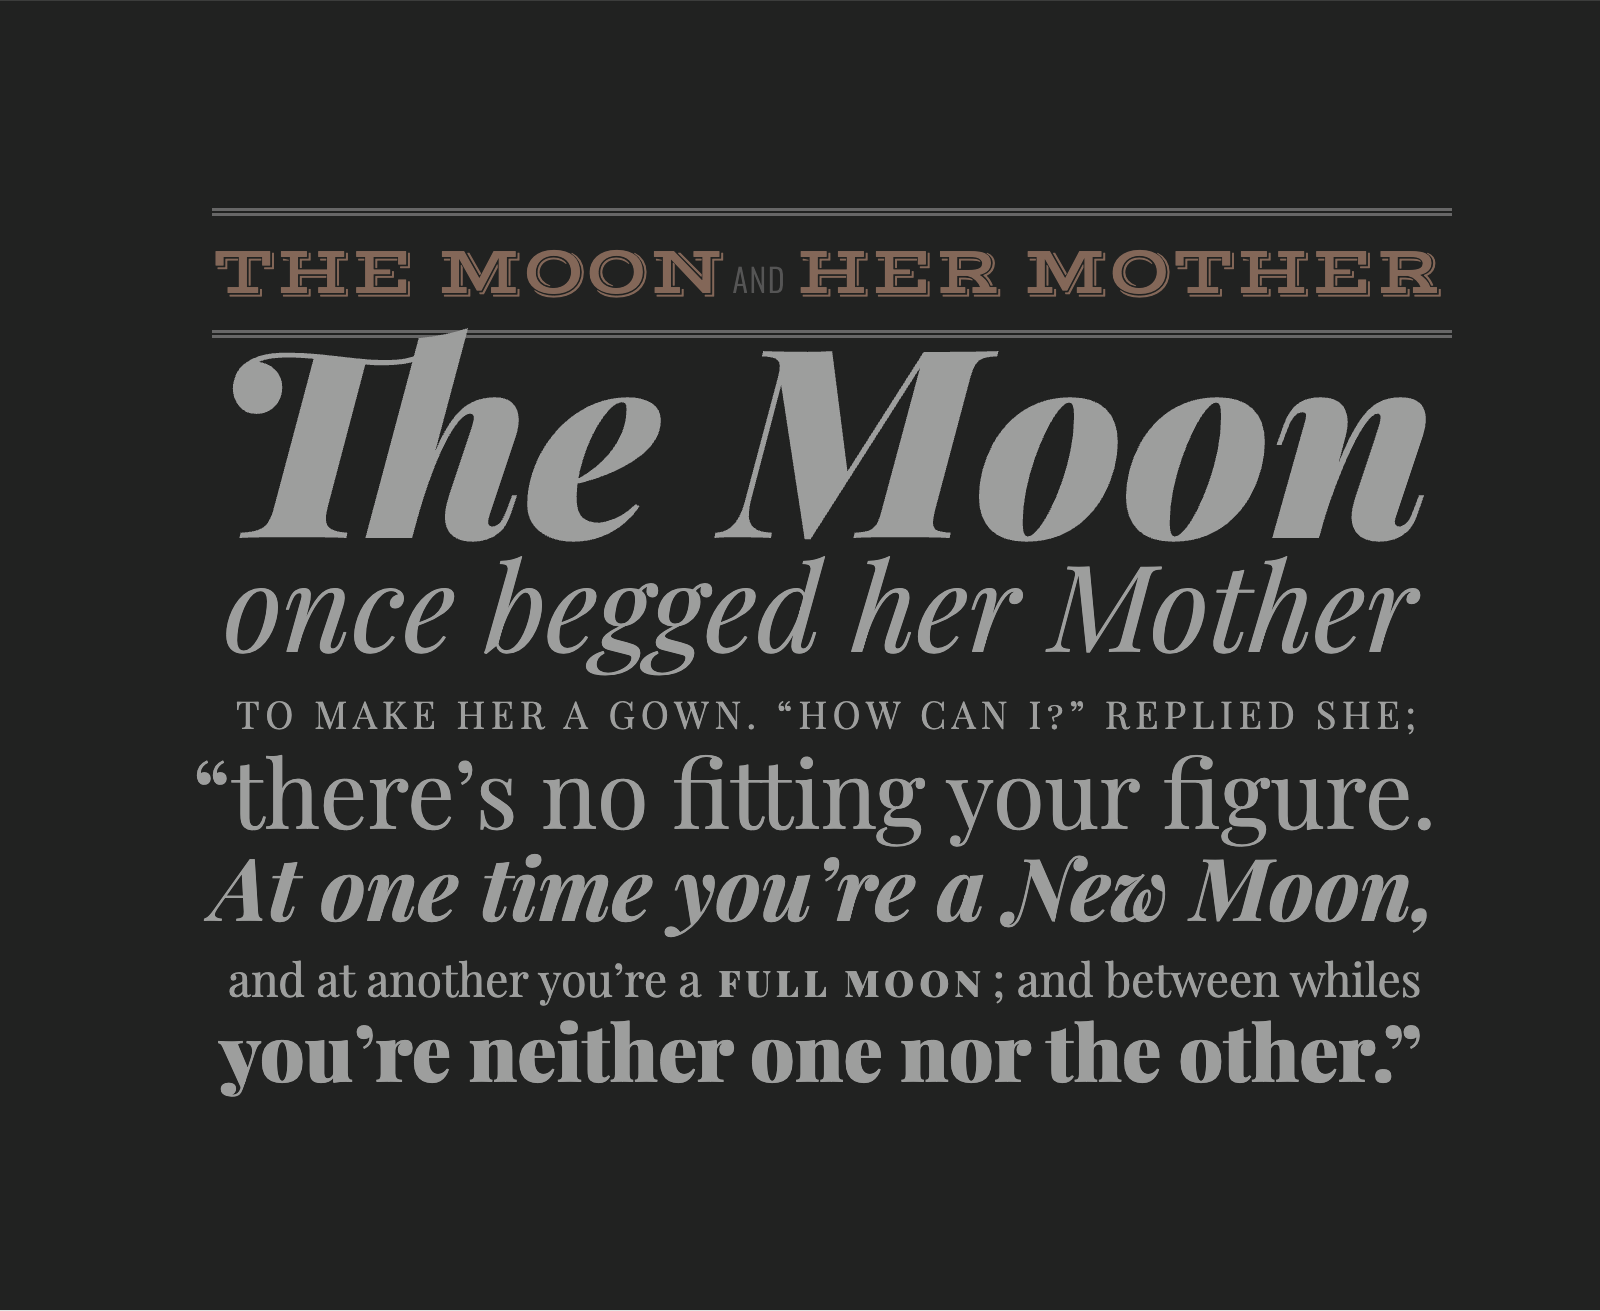 THE MOON AND HER MOTHER
The Moon
once begged her Mother
TO MAKE HER A GOWN. “HOW CAN I?” REPLIED SHE;
“there’s no fitting your figure.
At one time you’re a New Moon,
and at another you’re a FULL MOON; and between whiles
you’re neither one nor the other.”